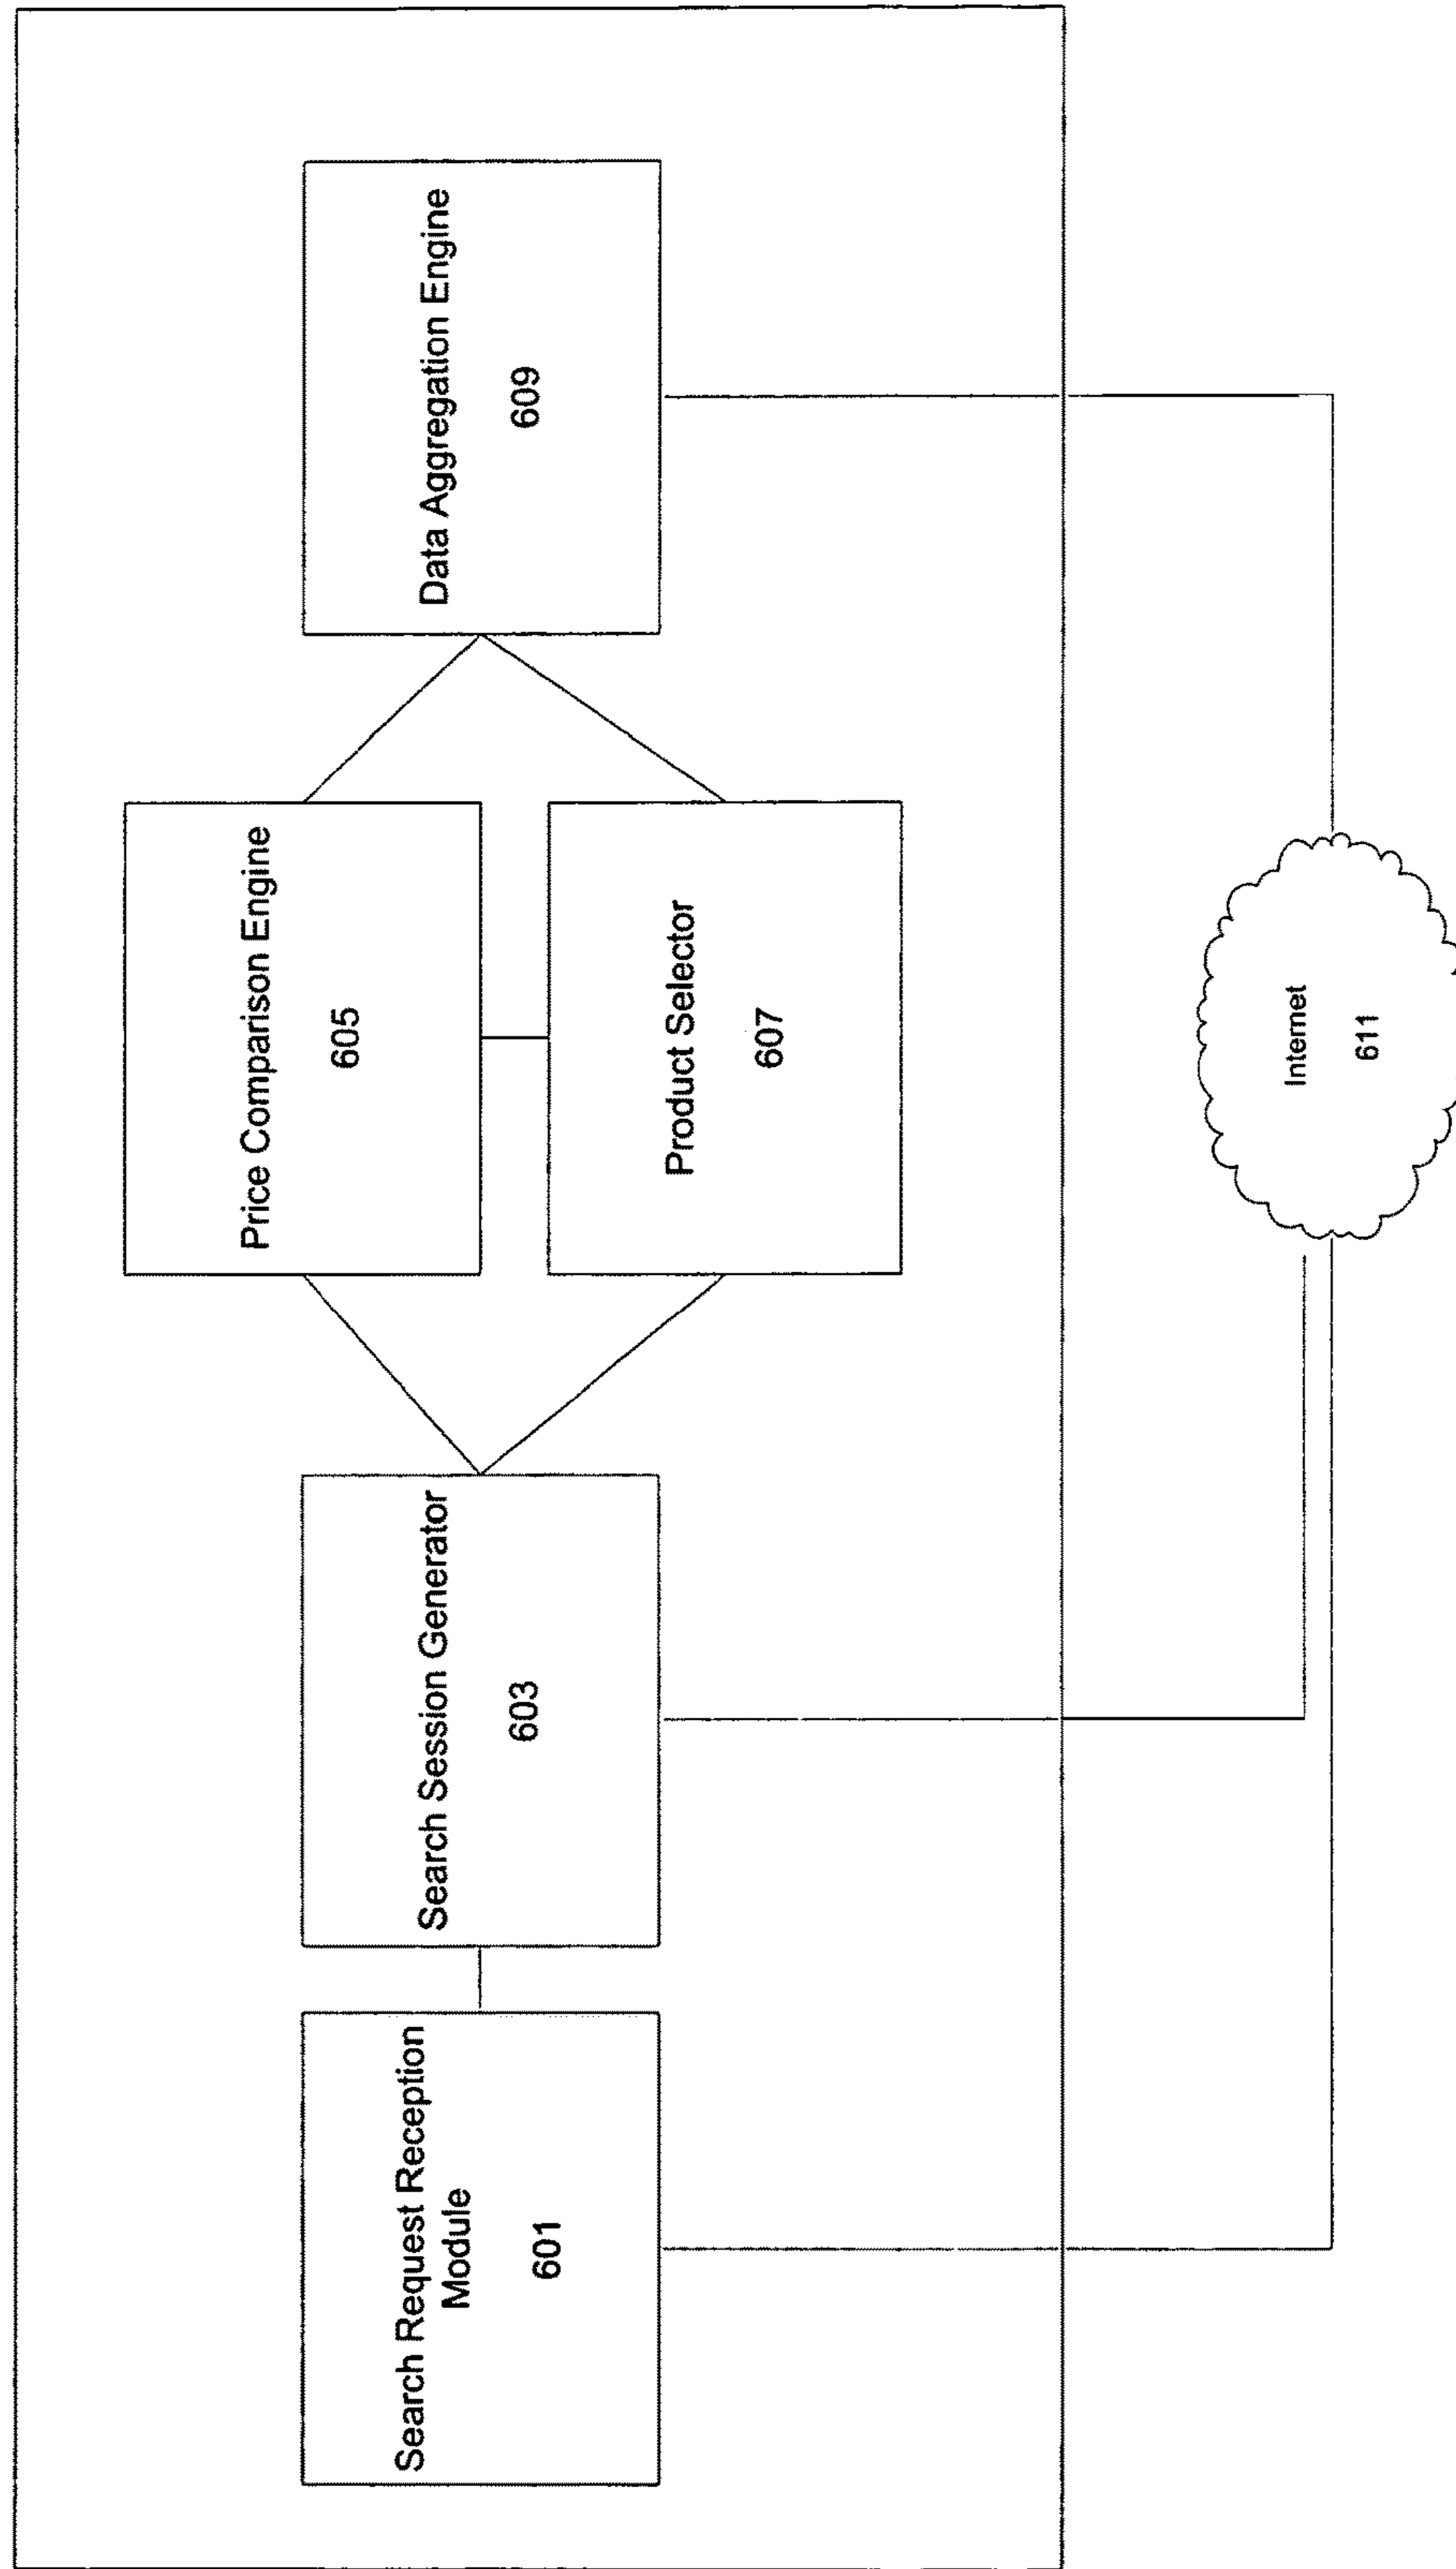 Search Request Reception
Module
601
Search Session Generator
603
Price Comparison Engine
605
Product Selector
607
Data Aggregation Engine
609
Internet
611